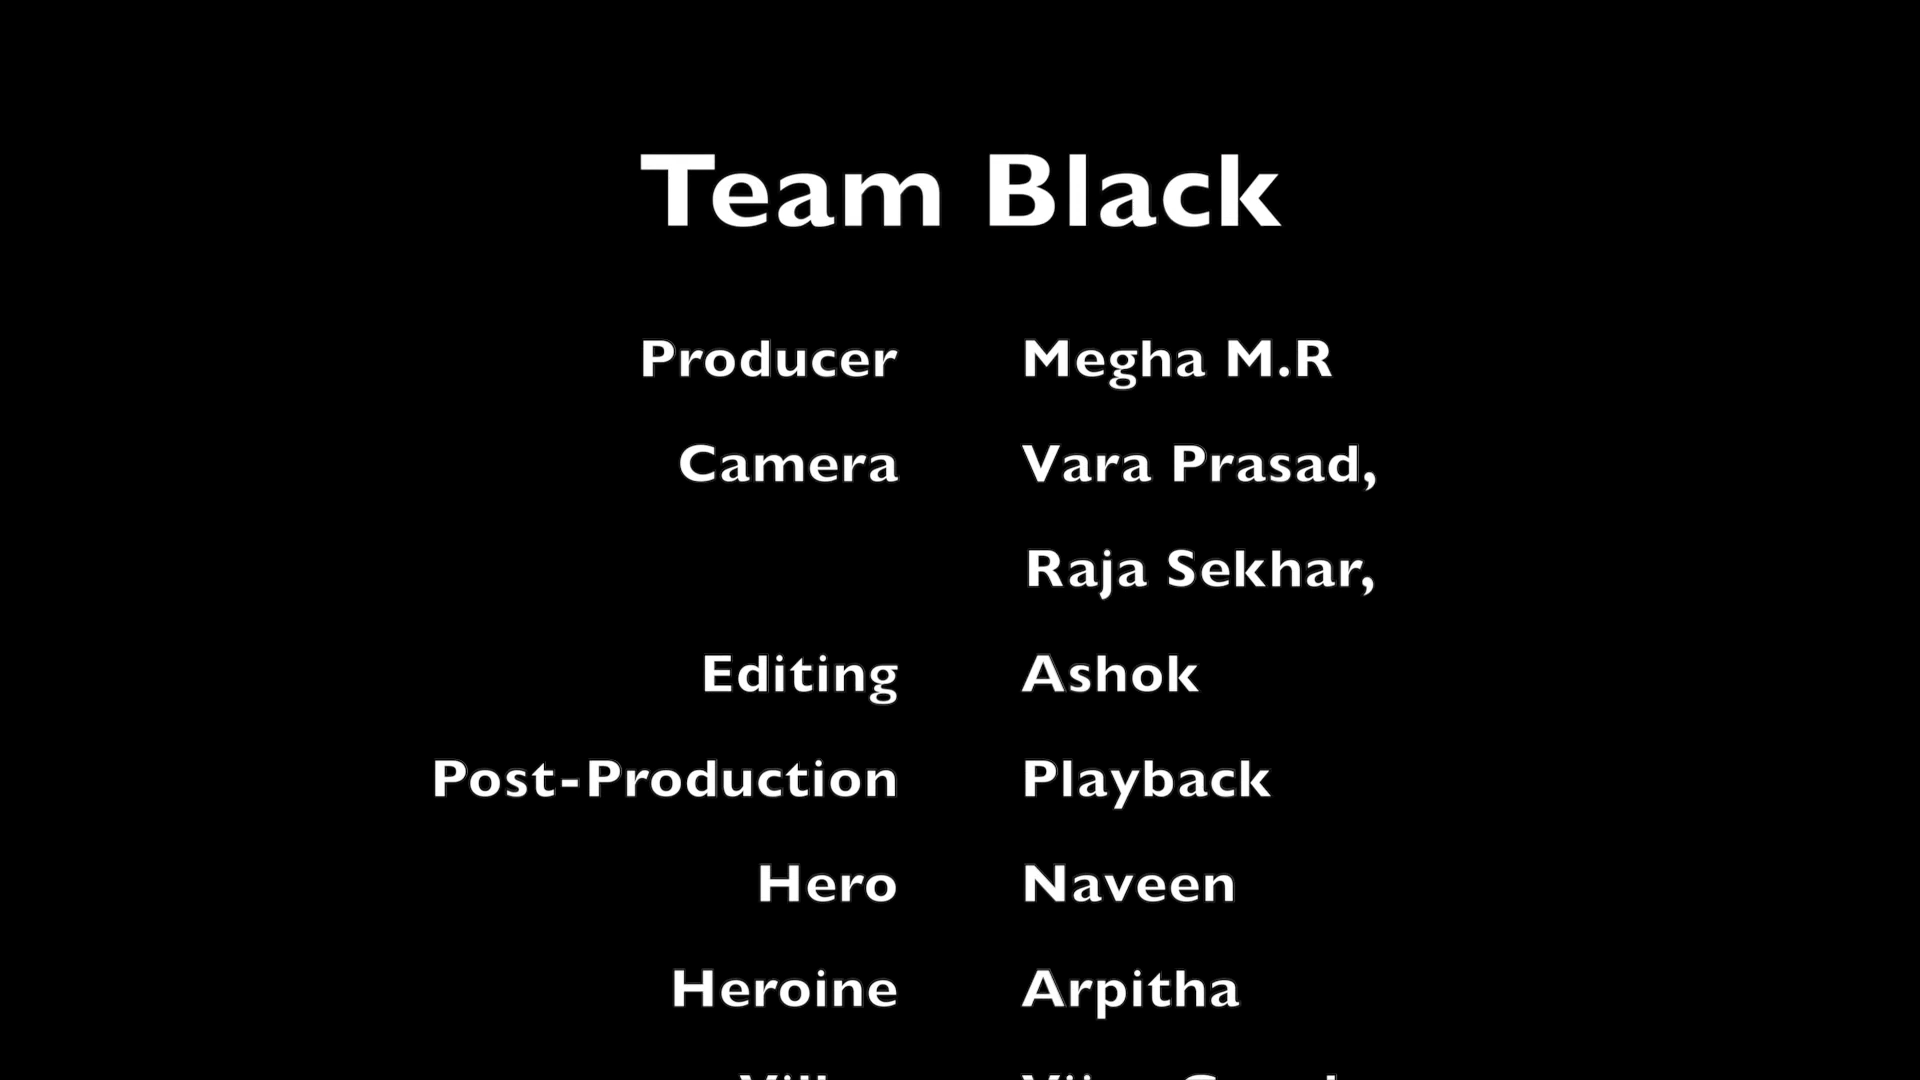 Team Black
Producer Megha M.R
Camera Vara Prasad,
Raja Sekhar,
Editing Ashok
Post-Production Playback
Hero Naveen
Heroine Arpitha